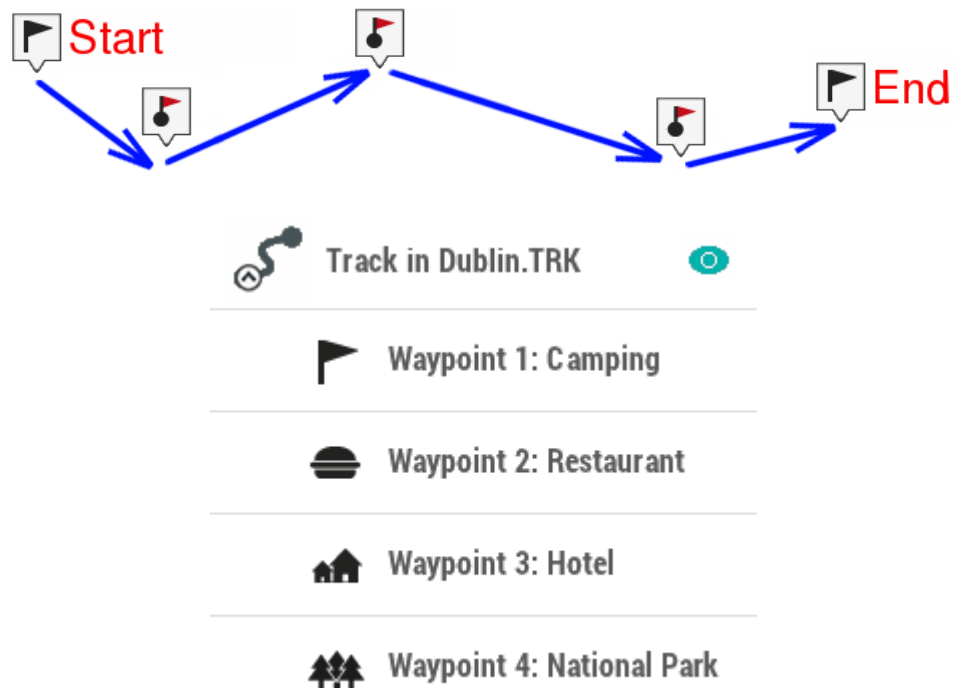 Start
End
Track in Dublin.TRK
Waypoint 1: Camping
Waypoint 2: Restaurant
Waypoint 3: Hotel
Waypoint 4: National Park